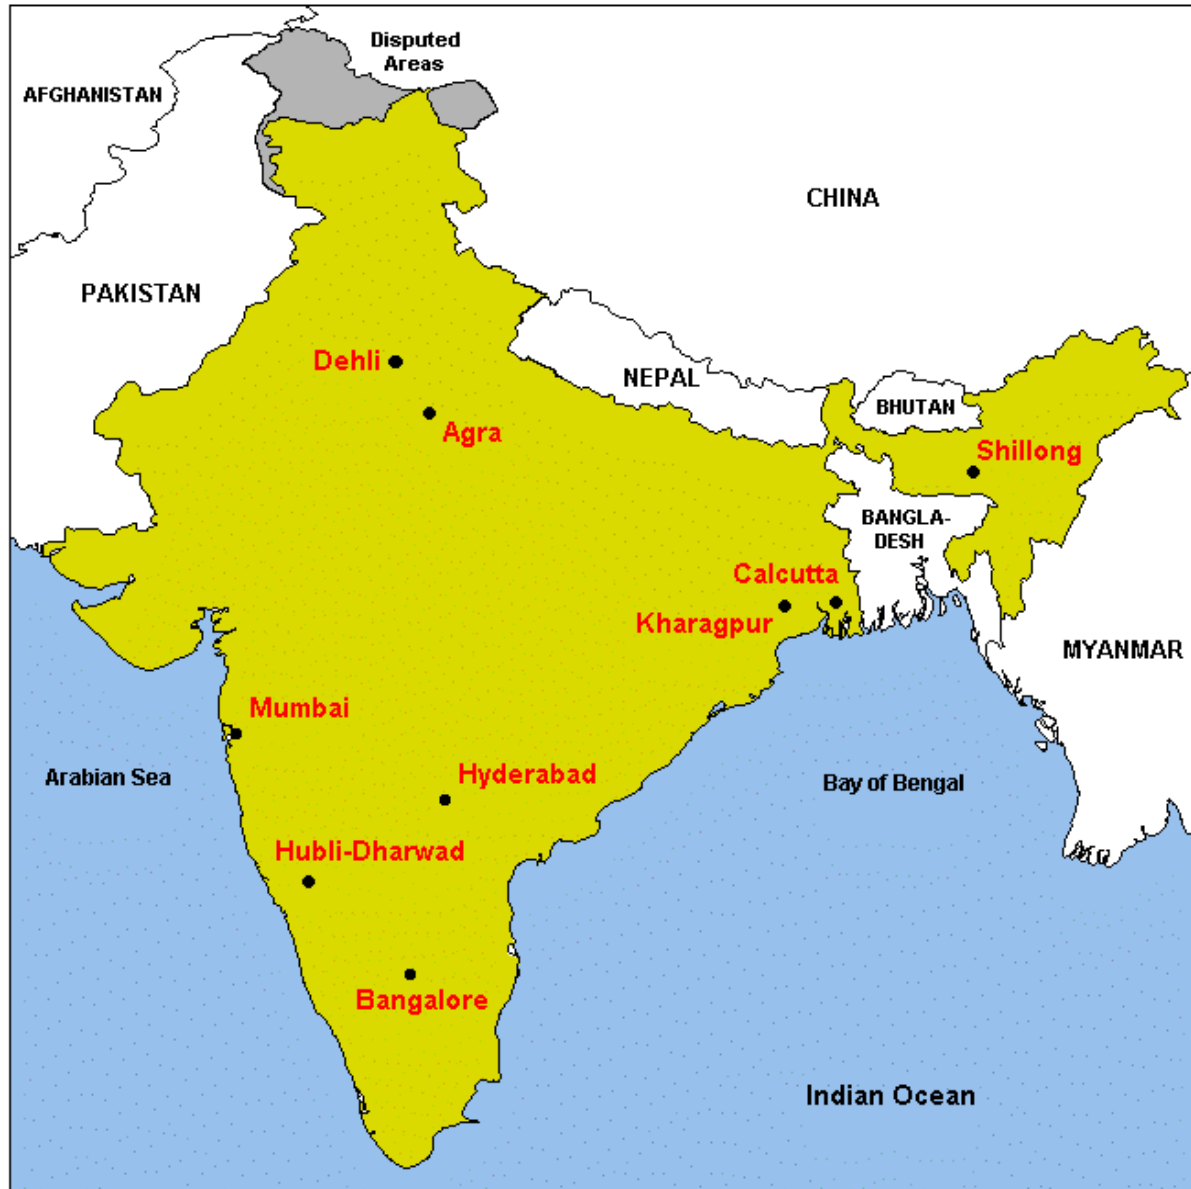 Disputed
Areas
AFGHANISTAN
CHINA
PAKISTAN
Dehli
NEPAL
BHUTAN
Agra
Shillong
BANGLA-
DESH
Calcutta
Kharagpur
MYANMAR
Mumbai
Arabian Sea
Hyderabad
Bay of Bengal
Hubli-Dharwad
Bangalore
Indian Ocean